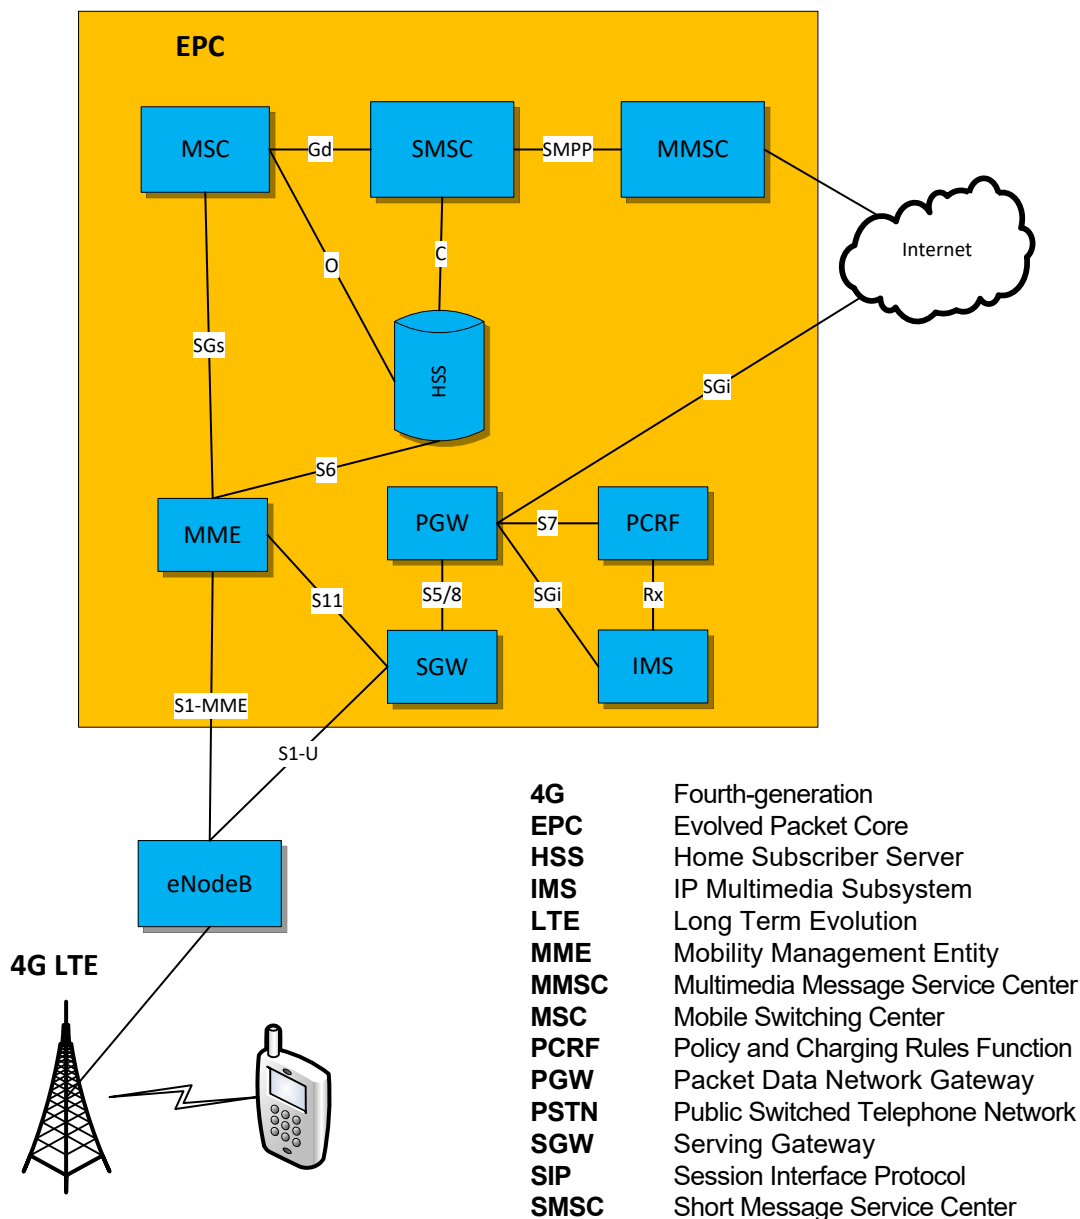 EPC
MSC
Gd
SMSC
SMPP
MMSC
Internet
O
C
SGs
HSS
SGi
S6
MME
PGW
S7
PCRF
S11
S5/8
SGi
Rx
SGW
IMS
S1-MME
S1-U
eNodeB
4G LTE
4G Fourth-generation
EPC Evolved Packet Core
HSS Home Subscriber Server
IMS IP Multimedia Subsystem
LTE Long Term Evolution
MME Mobility Management Entity
MMSC Multimedia Message Service Center
MSC Mobile Switching Center
PCRF Policy and Charging Rules Function
PGW Packet Data Network Gateway
PSTN Public Switched Telephone Network
SGW Serving Gateway
SIP Session Interface Protocol
SMSC Short Message Service Center